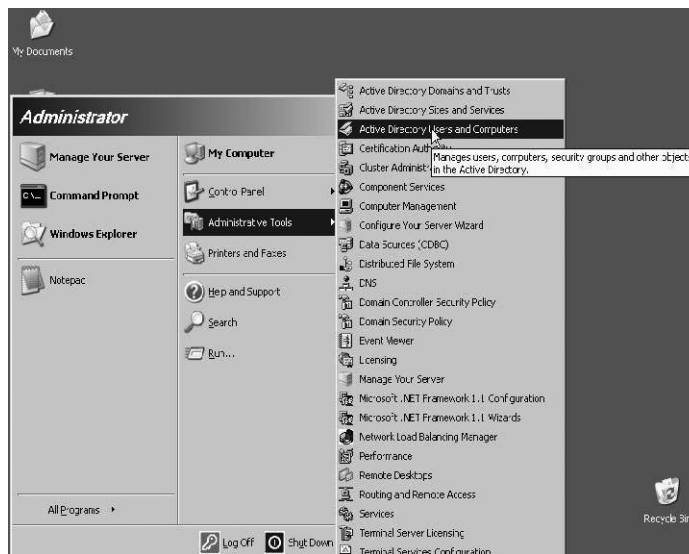 My Documents
Administrator
Manage Your Server
Command Prompt
Windows Explorer
Notepad
All Programs
My Computer
Control Panel
Administrative Tools
Printers and Faxes
Help and Support
Search
Run...
Log Off
Shut Down
Active Directory Domains and Trusts
Active Directory Sites and Services
Active Directory Users and Computers
Certification Autho
Manages users, computers, security groups and other objects
in the Active Directory.
Cluster Administ
Component Services
Computer Management
Configure Your Server Wizard
Data Sources (ODBC)
Distributed File System
DNS
Domain Controller Security Policy
Domain Security Policy
Event Viewer
Licensing
Manage Your Server
Microsoft .NET Framework 1.1 Configuration
Microsoft .NET Framework 1.1 Wizards
Network Load Balancing Manager
Performance
Remote Desktops
Routing and Remote Access
Services
Terminal Server Licensing
Terminal Services Configuration
Recycle Bin